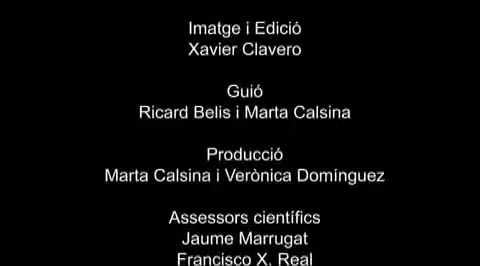 Imatge i Edició
Xavier Clavero
Guió
Ricard Belis i Marta Calsina
Producció
Marta Calsina i Verònica Domínguez
Assessors científics
Jaume Marrugat
Francisco X. Real